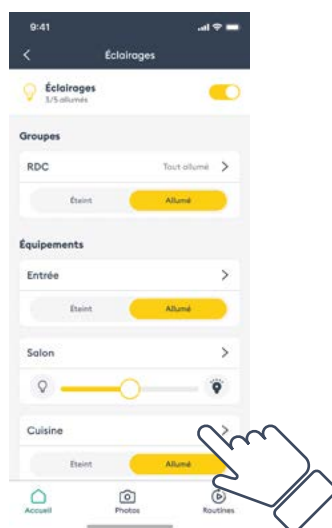 9:41
Éclairages
Éclairages
5/5 allumés
Groupes
RDC Tout allumé
Éteint Allumé
Équipements
Entrée
Éteint Allumé
Salon
Cuisine
Éteint Allumé
Accueil Photos Routines